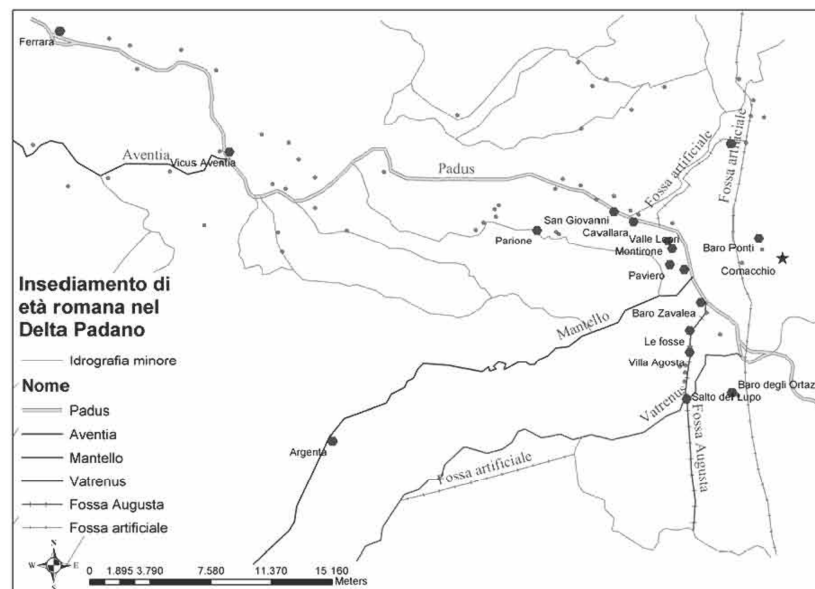 Ferrara
Aventia
Vicus Aventia
Padus
Fossa artificiale
Fossa artificiale
San Giovanni
Cavallara
Parione
Valle Leori
Montirone
Baro Ponti
Paviero
Comacchio
Insediamento di
età romana nel
Delta Padano
Mantello
Baro Zavalea
Idrografia minore
Le fosse
Villa Agosta
Nome
Padus
Vatrenus
Salto del Lupo
Baro degli Ortaz
Aventia
Fossa Augusta
Mantello
Argenta
Vatrenus
Fossa artificiale
Fossa Augusta
Fossa artificiale
N
W E
S
0 1.895 3.790 7.580 11.370 15.160
Meters